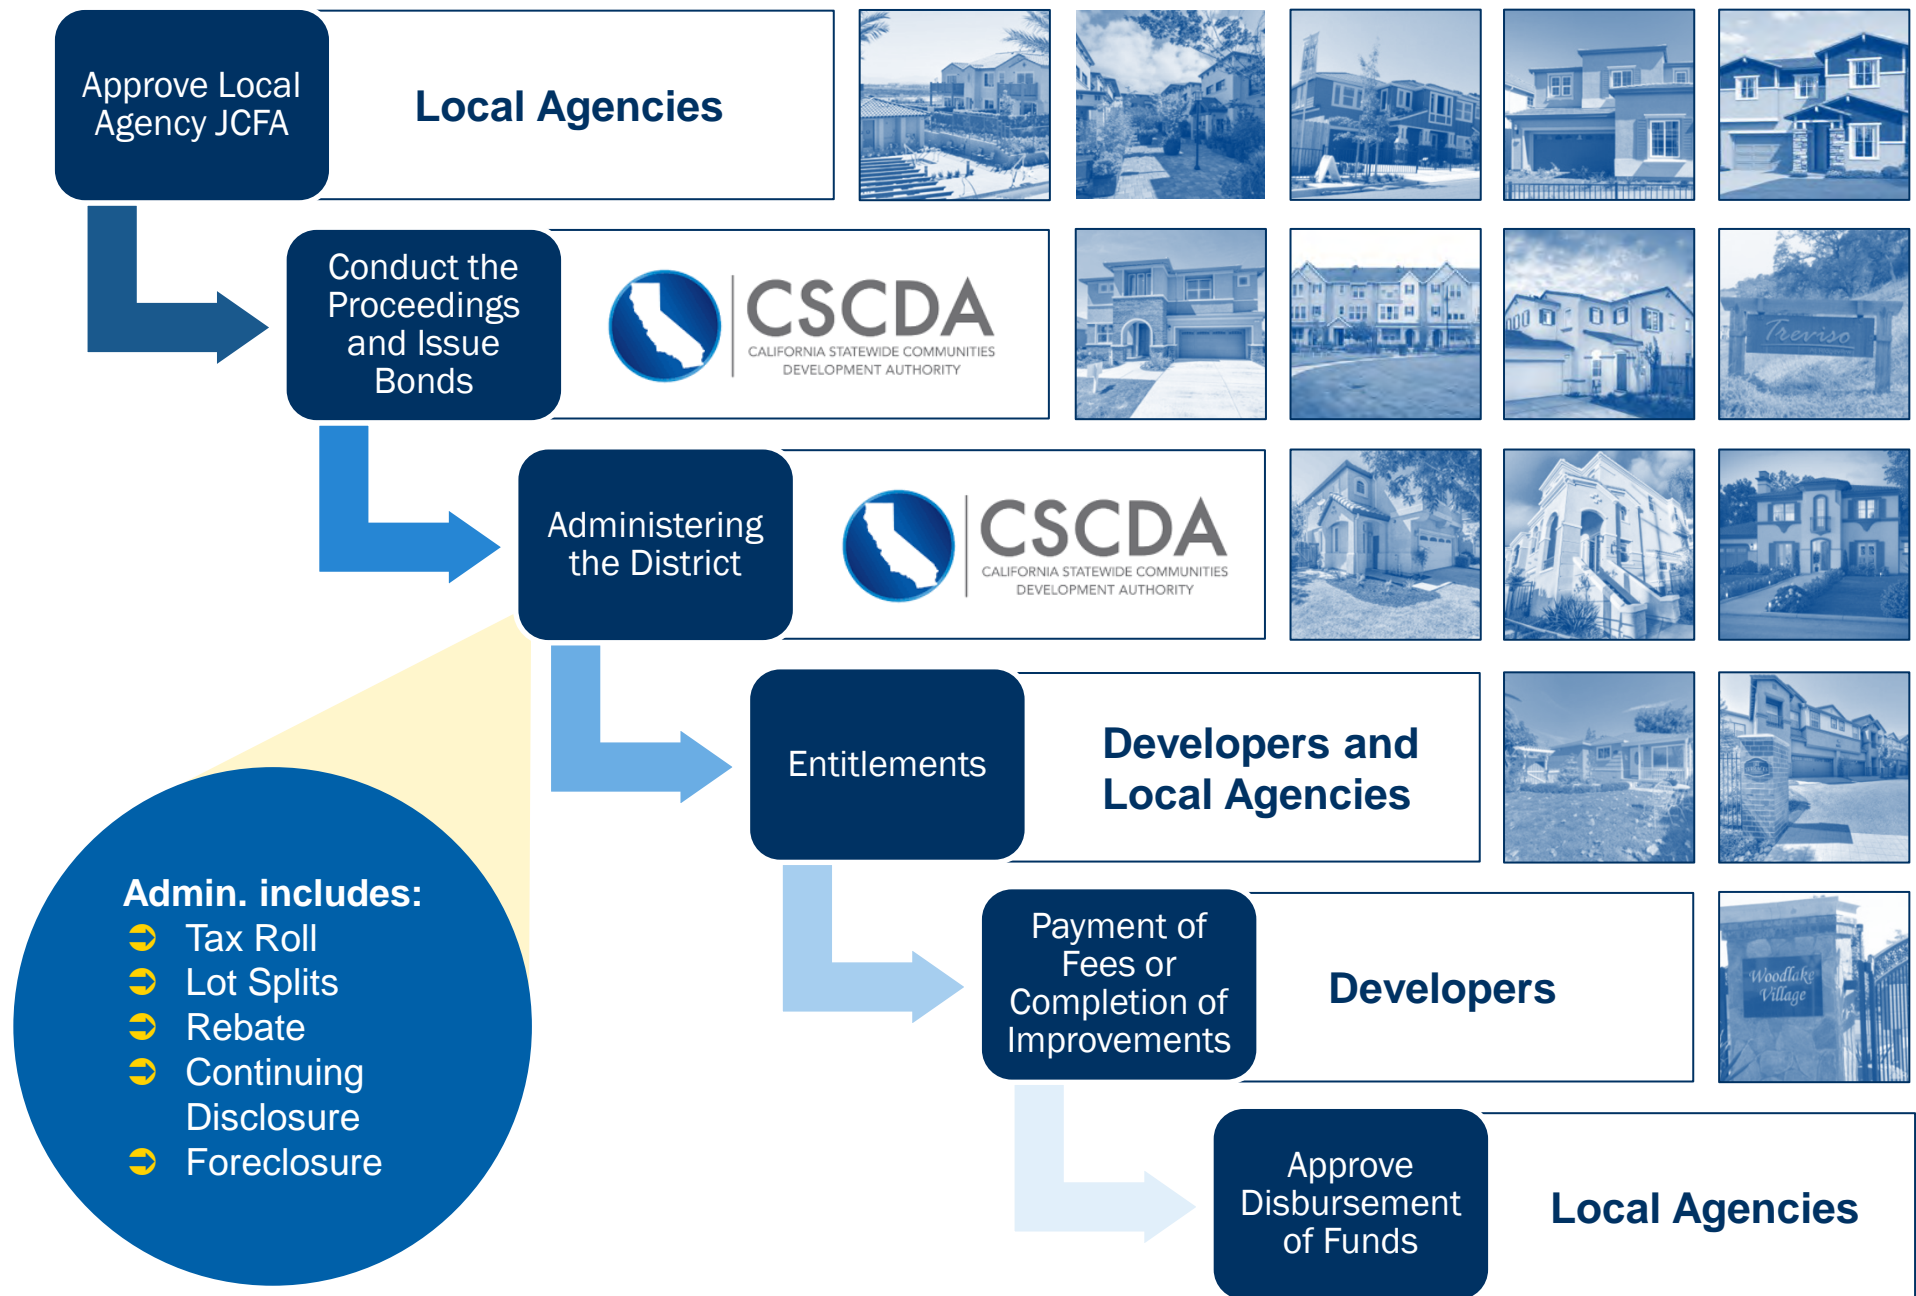 Approve Local
Agency JCFA
Local Agencies
Conduct the
Proceedings
and Issue
Bonds
CSCDA
CALIFORNIA STATEWIDE COMMUNITIES
DEVELOPMENT AUTHORITY
Treviso
Administering
the District
CSCDA
CALIFORNIA STATEWIDE COMMUNITIES
DEVELOPMENT AUTHORITY
Entitlements
Developers and
Local Agencies
Admin. includes:
Tax Roll
Lot Splits
Rebate
Continuing
Disclosure
Foreclosure
Payment of
Fees or
Completion of
Improvements
Developers
Woodlake
Village
Approve
Disbursement
of Funds
Local Agencies